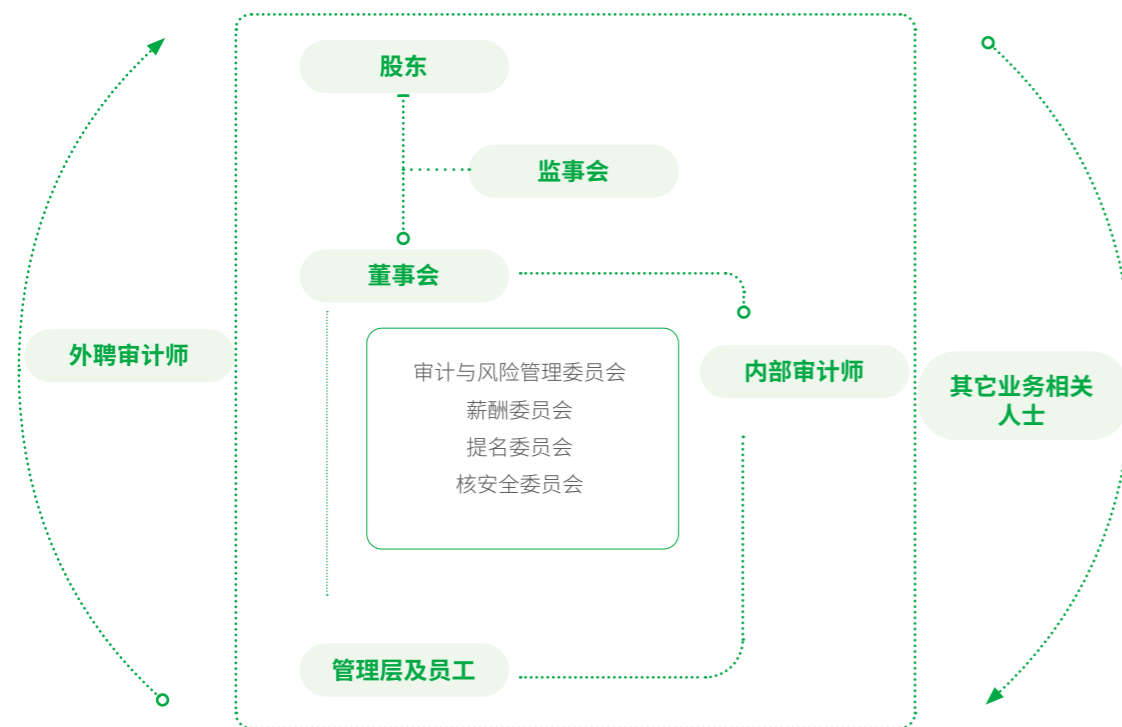 股东
监事会
董事会
外聘审计师
审计与风险管理委员会
薪酬委员会
提名委员会
核安全委员会
内部审计师
其它业务相关
人士
管理层及员工